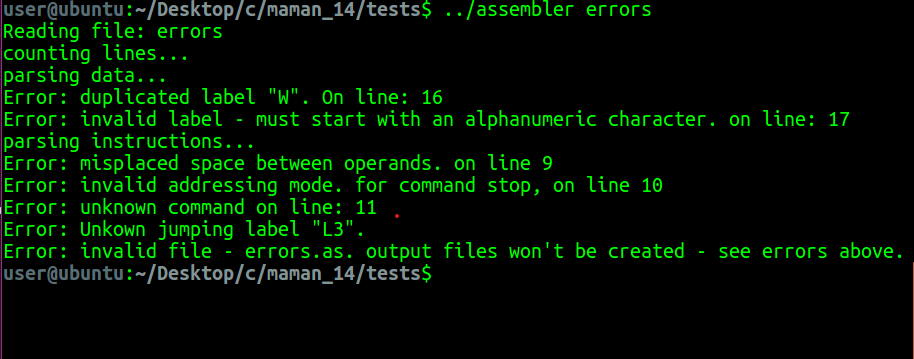 user@ubuntu:~/Desktop/c/maman_14/tests$ ../assembler errors
Reading file: errors
counting lines...
parsing data...
Error: duplicated label "W". On line: 16
Error: invalid label - must start with an alphanumeric character. on line: 17
parsing instructions...
Error: misplaced space between operands. on line 9
Error: invalid addressing mode. for command stop, on line 10
Error: unknown command on line: 11
Error: Unkown jumping label "L3".
Error: invalid file - errors.as. output files won't be created - see errors above.
user@ubuntu:~/Desktop/c/maman_14/tests$